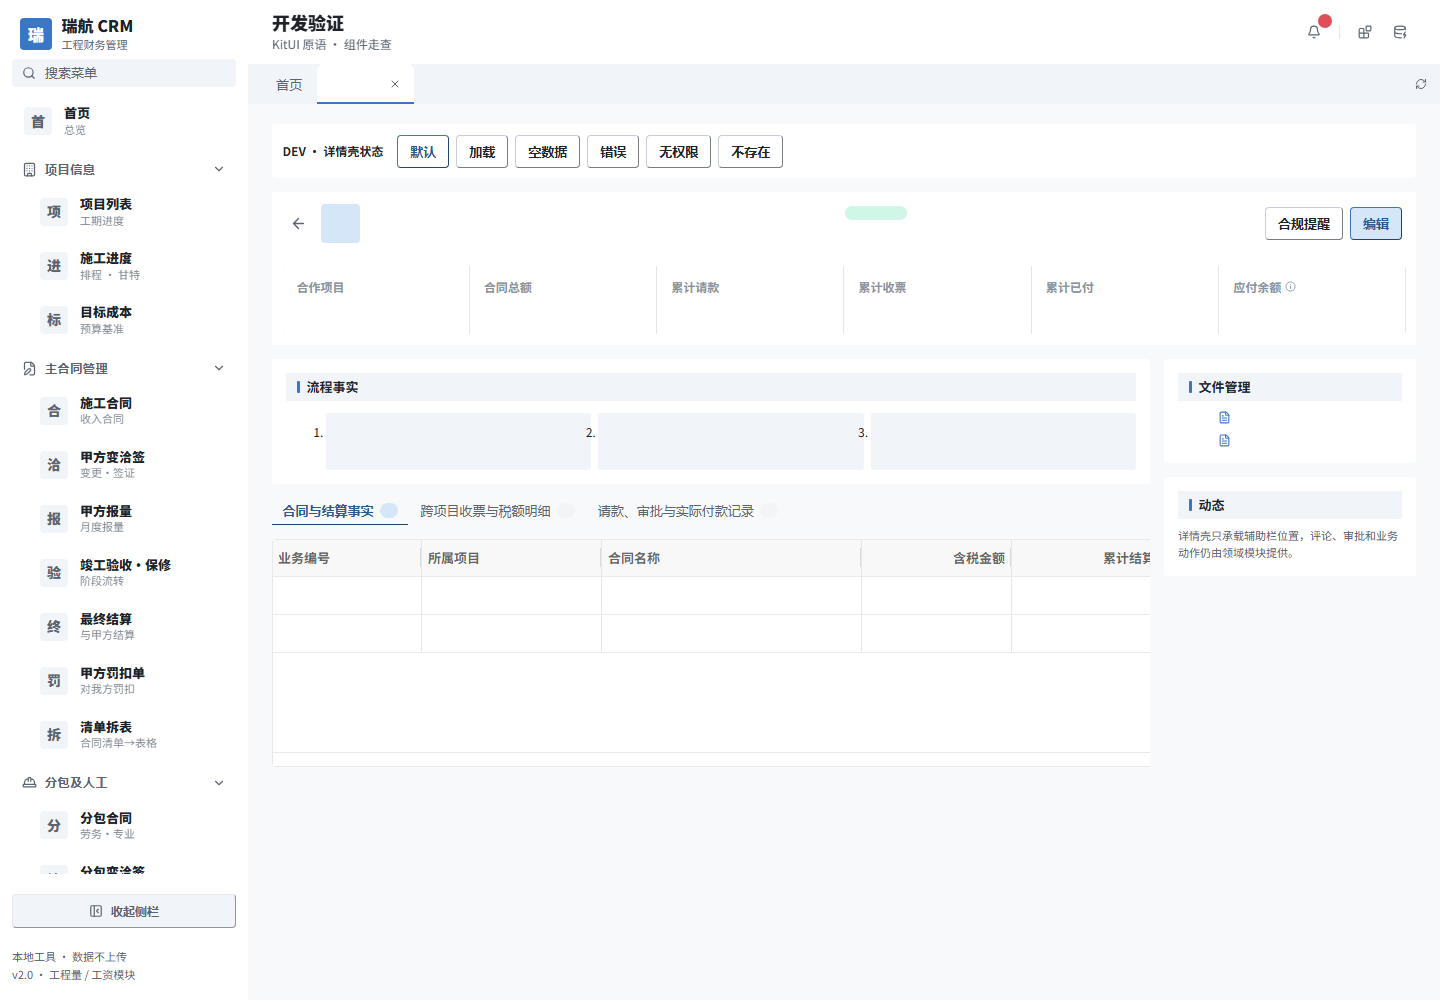 瑞
瑞航 CRM
工程财务管理
搜索菜单
首
首页
总览
项目信息
项
项目列表
工期进度
进
施工进度
排程 · 甘特
标
目标成本
预算基准
主合同管理
合
施工合同
收入合同
洽
甲方变洽签
变更·签证
报
甲方报量
月度报量
验
竣工验收·保修
阶段流转
终
最终结算
与甲方结算
罚
甲方罚扣单
对我方罚扣
拆
清单拆表
合同清单→表格
分包及人工
分
分包合同
劳务·专业
分包变洽签
收起侧栏
本地工具 · 数据不上传
v2.0 · 工程量 / 工资模块
开发验证
KitUI 原语 · 组件走查
首页
DEV · 详情壳状态
默认
加载
空数据
错误
无权限
不存在
合规提醒
编辑
合作项目
合同总额
累计请款
累计收票
累计已付
应付余额
流程事实
1.
2.
3.
合同与结算事实
跨项目收票与税额明细
请款、审批与实际付款记录
业务编号
所属项目
合同名称
含税金额
累计结算
文件管理
动态
详情壳只承载辅助栏位置，评论、审批和业务
动作仍由领域模块提供。